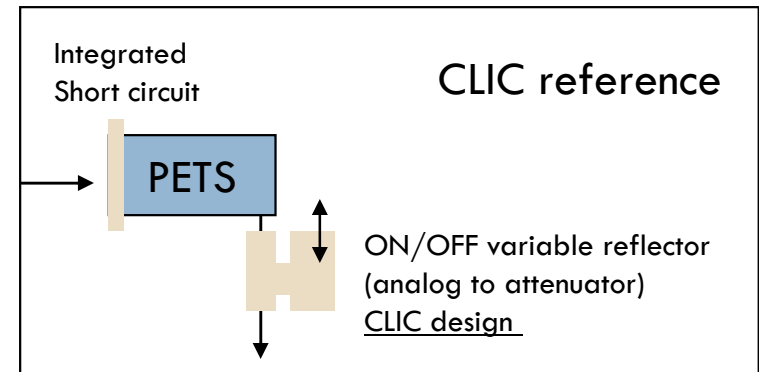 Integrated
Short circuit
CLIC reference
PETS
ON/OFF variable reflector
(analog to attenuator)
CLIC design